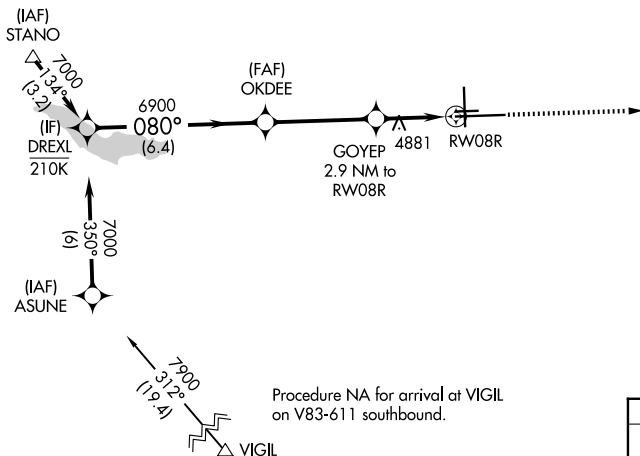 (IAF)
STANO
7000
134°
(3.2)
(IF)
DREXL
210K
6900
080°
(6.4)
(FAF)
OKDEE
GOYEP
2.9 NM to
RW08R
4881
RW08R
7000
350°
(6)
(IAF)
ASUNE
7900
312°
(19.4)
VIGIL
Procedure NA for arrival at VIGIL
on V83-611 southbound.